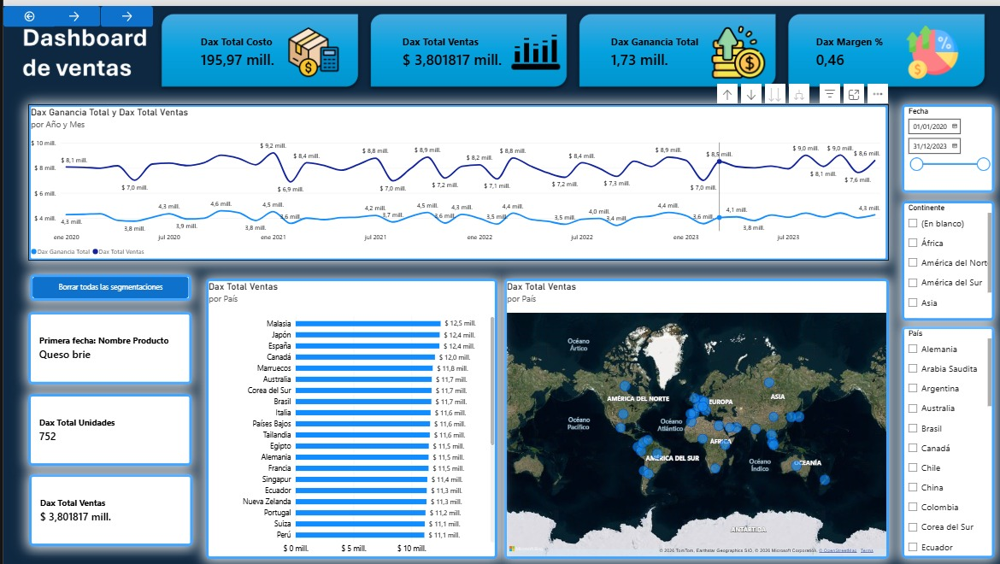 Dashboard
de ventas
Dax Total Costo
195,97 mill.
Dax Total Ventas
$ 3,801817 mill.
Dax Ganancia Total
1,73 mill.
Dax Margen %
0,46
Dax Ganancia Total y Dax Total Ventas
por Año y Mes
$ 10 mill.
$ 8 mill.
$ 6 mill.
$ 4 mill.
$ 8,1 mill.
$ 7,0 mill.
$ 9,2 mill.
$ 6,9 mill.
$ 8,4 mill.
$ 8,8 mill.
$ 7,0 mill.
$ 8,9 mill.
$ 7,2 mill.
$ 8,2 mill.
$ 7,1 mill.
$ 8,8 mill.
$ 7,2 mill.
$ 8,4 mill.
$ 7,3 mill.
$ 8,9 mill.
$ 7,0 mill.
$ 8,5 mill.
$ 9,0 mill.
$ 8,1 mill.
$ 9,0 mill.
$ 7,6 mill.
$ 8,6 mill.
4,3 mill.
3,8 mill.
4,3 mill.
3,9 mill.
4,6 mill.
3,8 mill.
4,5 mill.
3,6 mill.
4,2 mill.
3,7 mill.
4,5 mill.
3,6 mill.
4,3 mill.
3,5 mill.
4,4 mill.
3,5 mill.
4,0 mill.
3,4 mill.
4,4 mill.
3,6 mill.
4,1 mill.
3,8 mill.
4,3 mill.
ene 2020
jul 2020
ene 2021
jul 2021
ene 2022
jul 2022
ene 2023
jul 2023
Dax Ganancia Total Dax Total Ventas
Fecha
01/01/2020
31/12/2023
Continente
(En blanco)
África
América del Nort
América del Sur
Asia
Borrar todas las segmentaciones
Primera fecha: Nombre Producto
Queso brie
Dax Total Unidades
752
Dax Total Ventas
$ 3,801817 mill.
Dax Total Ventas
por País
Malasia $ 12,5 mill.
Japón $ 12,4 mill.
España $ 12,4 mill.
Canadá $ 12,0 mill.
Marruecos $ 11,8 mill.
Australia $ 11,7 mill.
Corea del Sur $ 11,7 mill.
Brasil $ 11,7 mill.
Italia $ 11,6 mill.
Países Bajos $ 11,6 mill.
Tailandia $ 11,6 mill.
Egipto $ 11,5 mill.
Alemania $ 11,5 mill.
Francia $ 11,5 mill.
Singapur $ 11,4 mill.
Ecuador $ 11,3 mill.
Nueva Zelanda $ 11,3 mill.
Portugal $ 11,2 mill.
Suiza $ 11,1 mill.
Perú $ 11,1 mill.
$ 0 mill. $ 5 mill. $ 10 mill.
Dax Total Ventas
por País
Océano
Ártico
AMÉRICA DEL NORTE
EUROPA
ASIA
Océano
Pacífico
Océano
Atlántico
ÁFRICA
AMÉRICA DEL SUR
Océano
Índico
OCEANÍA
ANTÁRTIDA
© 2026 TomTom, Earthstar Geographics SIO, © 2026 Microsoft Corporation, © OpenStreetMap Terms
País
Alemania
Arabia Saudita
Argentina
Australia
Brasil
Canadá
Chile
China
Colombia
Corea del Sur
Ecuador